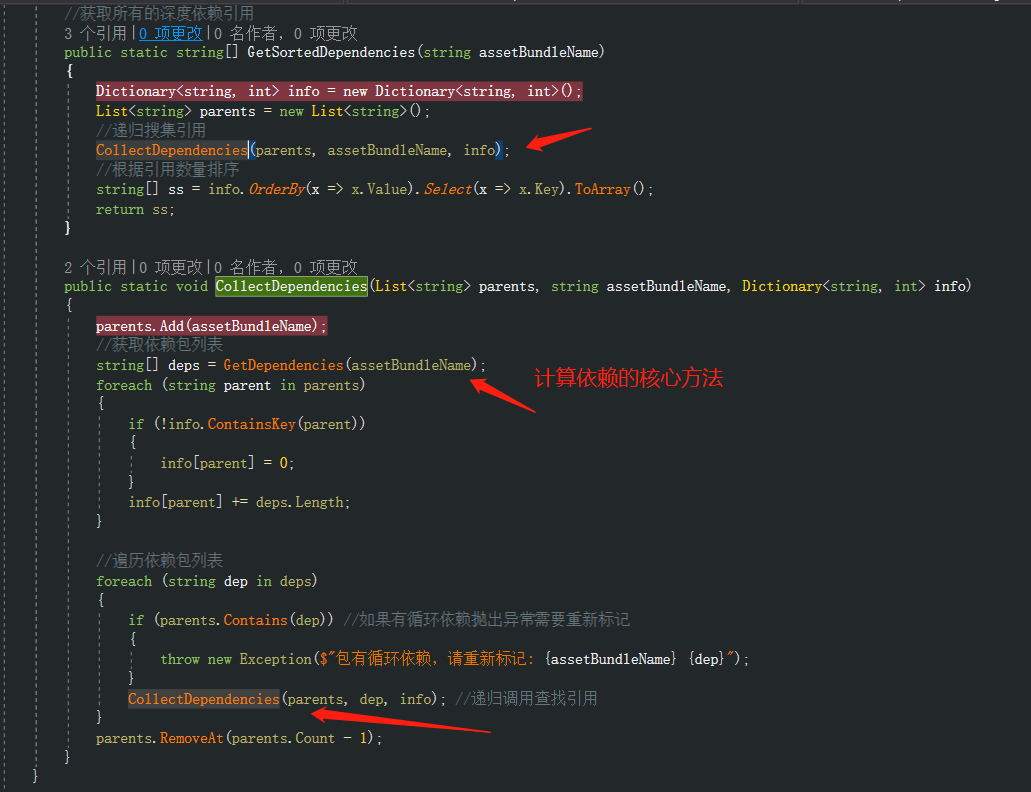 //获取所有的深度依赖引用
3 个引用|0 项更改|0 名作者，0 项更改
public static string[] GetSortedDependencies(string assetBundleName)
{
Dictionary<string, int> info = new Dictionary<string, int>();
List<string> parents = new List<string>();
//递归搜集引用
CollectDependencies(parents, assetBundleName, info);
//根据引用数量排序
string[] ss = info.OrderBy(x => x.Value).Select(x => x.Key).ToArray();
return ss;
}
2 个引用|0 项更改|0 名作者，0 项更改
public static void CollectDependencies(List<string> parents, string assetBundleName, Dictionary<string, int> info)
{
parents.Add(assetBundleName);
//获取依赖包列表
string[] deps = GetDependencies(assetBundleName);
计算依赖的核心方法
foreach (string parent in parents)
{
if (!info.ContainsKey(parent))
{
info[parent] = 0;
}
info[parent] += deps.Length;
}
//遍历依赖包列表
foreach (string dep in deps)
{
if (parents.Contains(dep)) //如果有循环依赖抛出异常需要重新标记
{
throw new Exception($"包有循环依赖，请重新标记: {assetBundleName} {dep}");
}
CollectDependencies(parents, dep, info); //递归调用查找引用
}
parents.RemoveAt(parents.Count - 1);
}
}